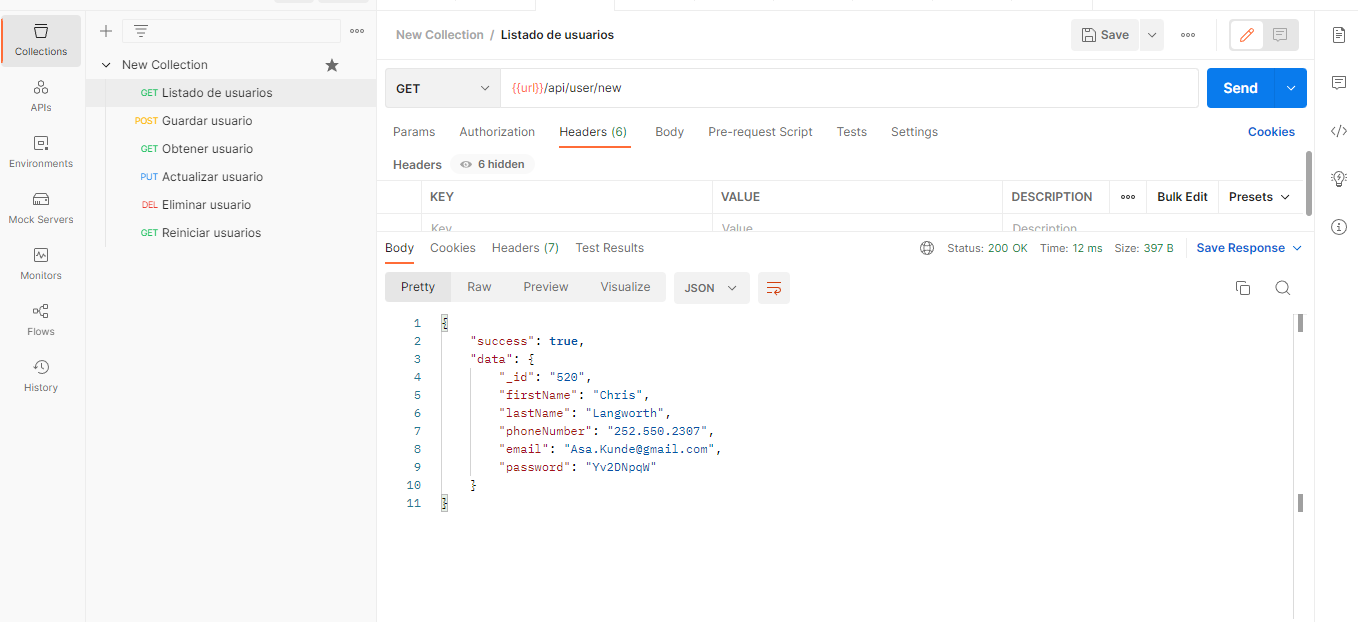 Collections
APIs
Environments
Mock Servers
Monitors
Flows
History
New Collection
GET Listado de usuarios
POST Guardar usuario
GET Obtener usuario
PUT Actualizar usuario
DEL Eliminar usuario
GET Reiniciar usuarios
New Collection / Listado de usuarios
Save
GET {{url}}/api/user/new Send
Params Authorization Headers (6) Body Pre-request Script Tests Settings Cookies
Headers 6 hidden
KEY VALUE DESCRIPTION Bulk Edit Presets
Key Value Description
Body Cookies Headers (7) Test Results Status: 200 OK Time: 12 ms Size: 397 B Save Response
Pretty Raw Preview Visualize JSON
1 {
2 "success": true,
3 "data": {
4 "_id": "520",
5 "firstName": "Chris",
6 "lastName": "Langworth",
7 "phoneNumber": "252.550.2307",
8 "email": "Asa.Kunde@gmail.com",
9 "password": "Yv2DNpqW"
10 }
11 }